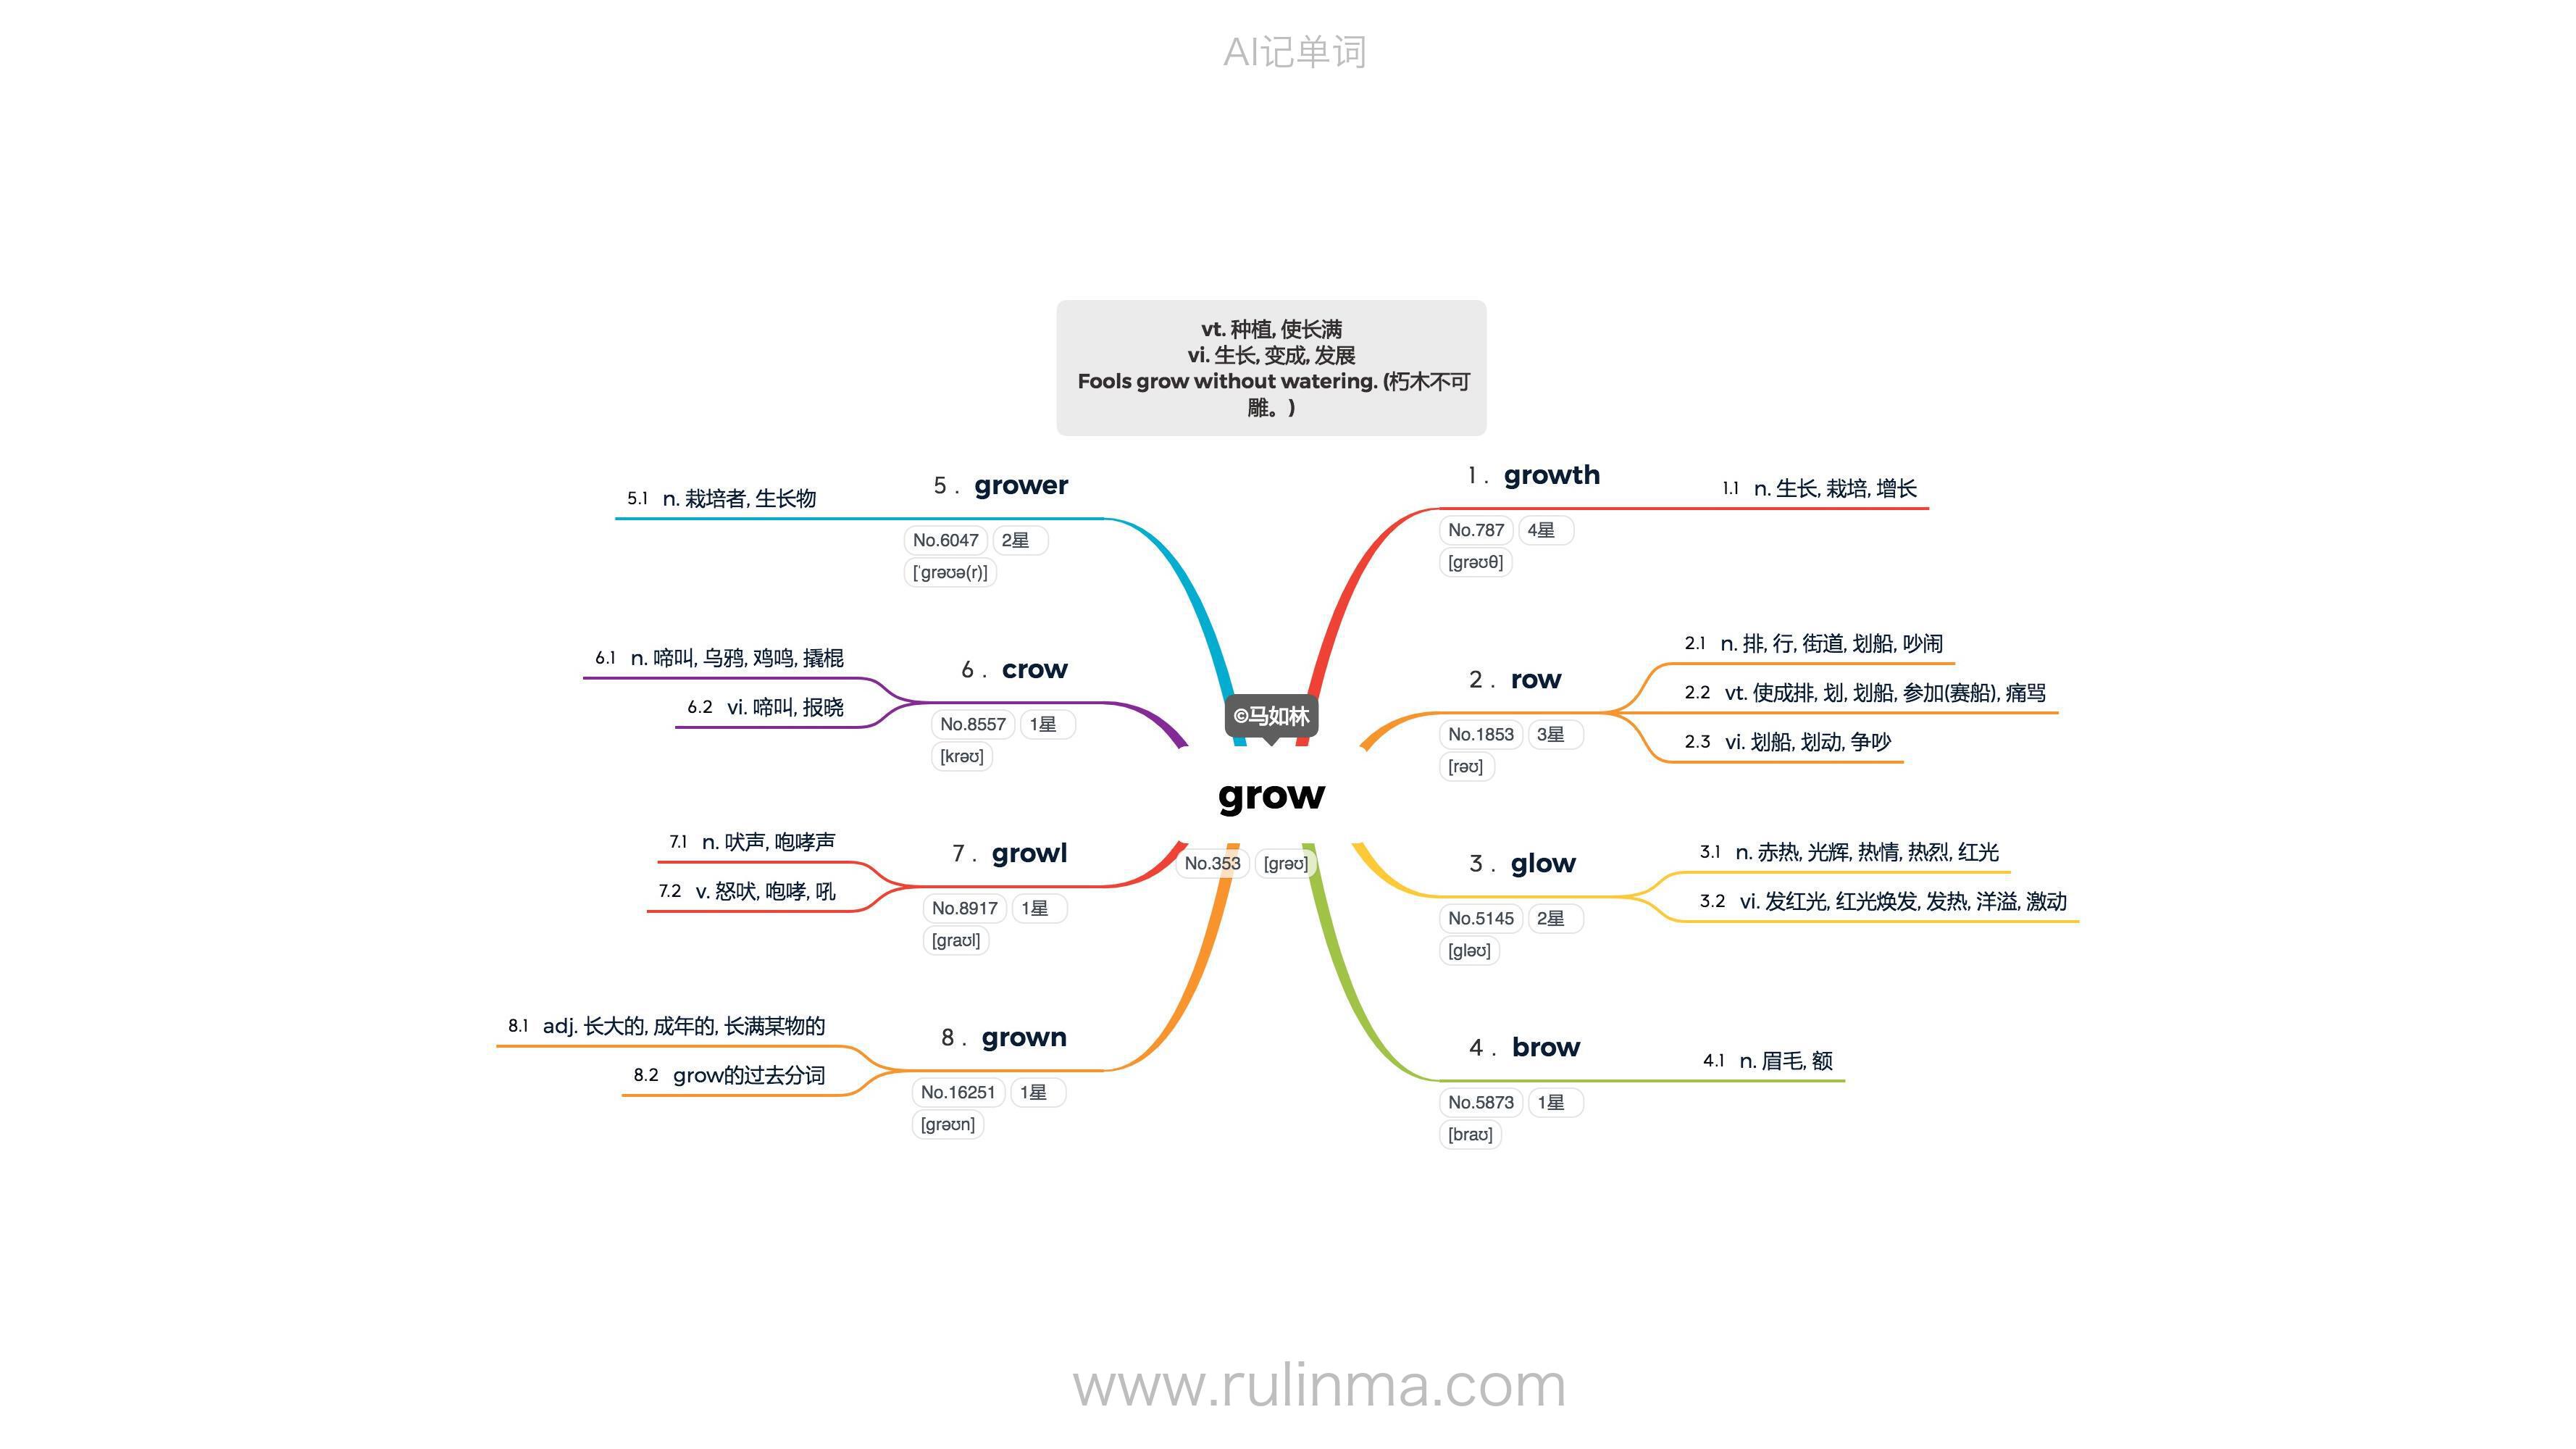 AI记单词
vt. 种植, 使长满
vi. 生长, 变成, 发展
Fools grow without watering. (朽木不可
雕。)
©马如林
grow
No.353 [grəʊ]
1 . growth
No.787 4星
[grəʊθ]
1.1 n. 生长, 栽培, 增长
2 . row
No.1853 3星
[rəʊ]
2.1 n. 排, 行, 街道, 划船, 吵闹
2.2 vt. 使成排, 划, 划船, 参加(赛船), 痛骂
2.3 vi. 划船, 划动, 争吵
3 . glow
No.5145 2星
[gləʊ]
3.1 n. 赤热, 光辉, 热情, 热烈, 红光
3.2 vi. 发红光, 红光焕发, 发热, 洋溢, 激动
4 . brow
No.5873 1星
[braʊ]
4.1 n. 眉毛, 额
5 . grower
No.6047 2星
[ˈgrəʊə(r)]
5.1 n. 栽培者, 生长物
6 . crow
No.8557 1星
[krəʊ]
6.1 n. 啼叫, 乌鸦, 鸡鸣, 撬棍
6.2 vi. 啼叫, 报晓
7 . growl
No.8917 1星
[graʊl]
7.1 n. 吠声, 咆哮声
7.2 v. 怒吠, 咆哮, 吼
8 . grown
No.16251 1星
[grəʊn]
8.1 adj. 长大的, 成年的, 长满某物的
8.2 grow的过去分词
www.rulinma.com